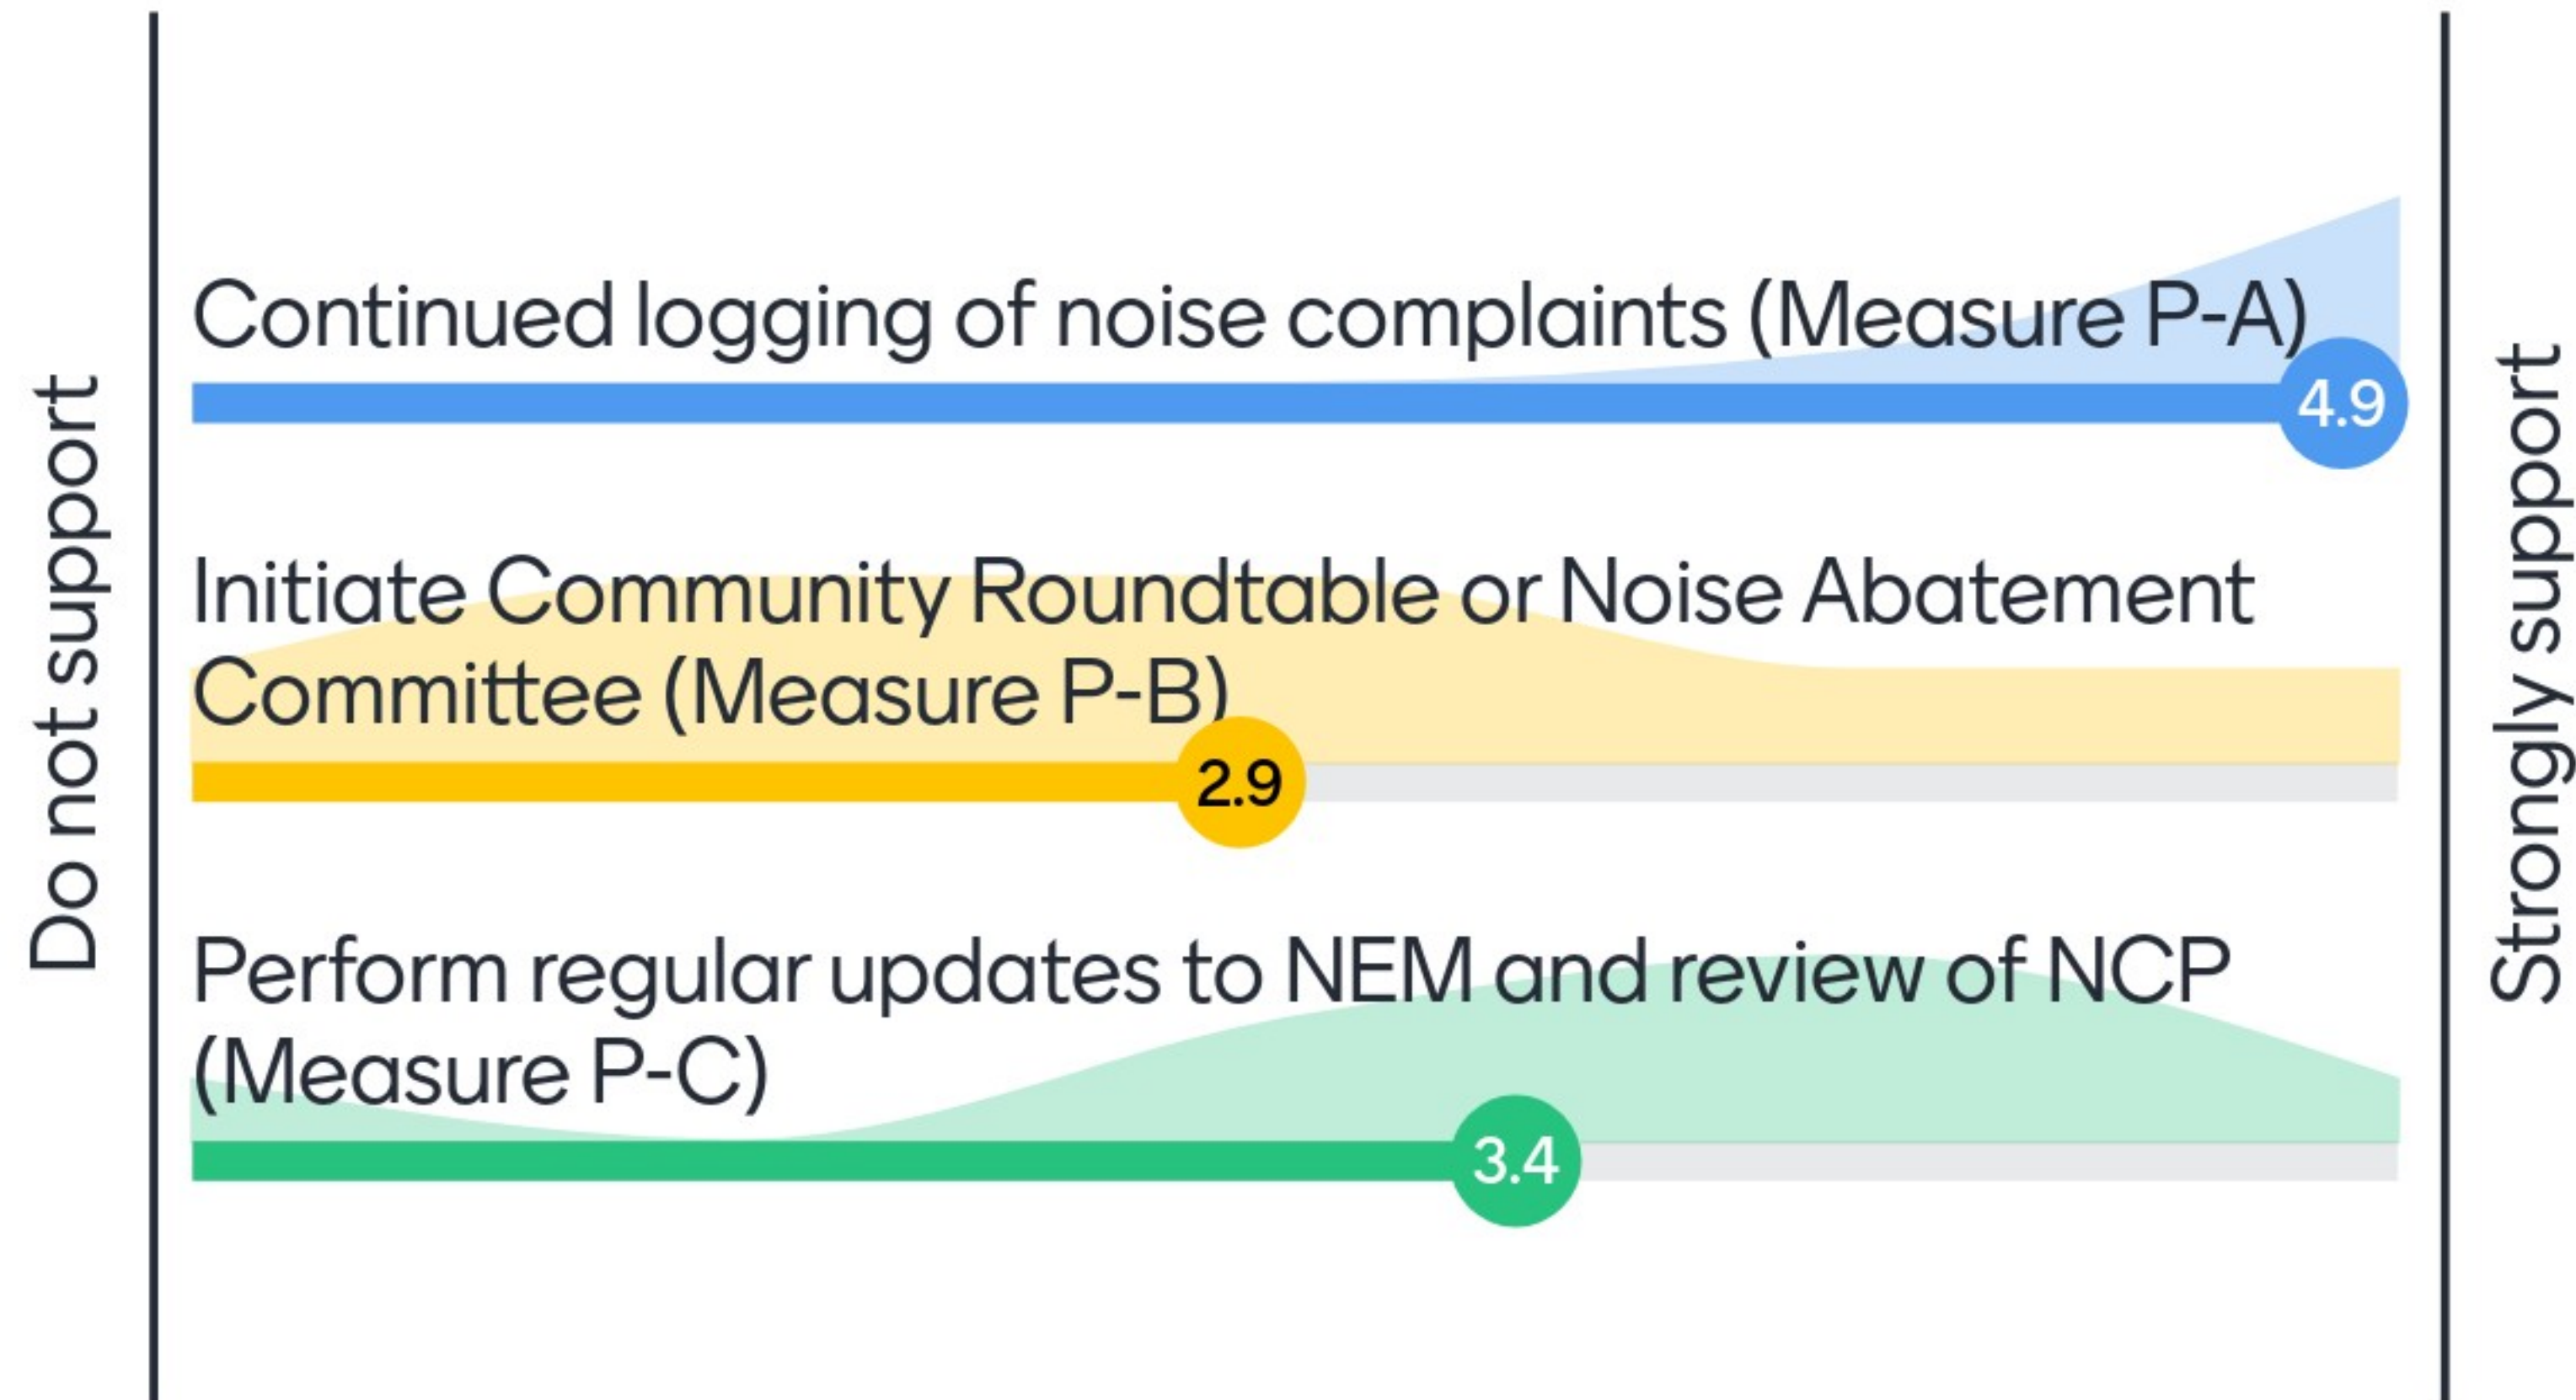 Do not support
Continued logging of noise complaints (Measure P-A)
4.9
Initiate Community Roundtable or Noise Abatement
Committee (Measure P-B)
2.9
Perform regular updates to NEM and review of NCP
(Measure P-C)
3.4
Strongly support